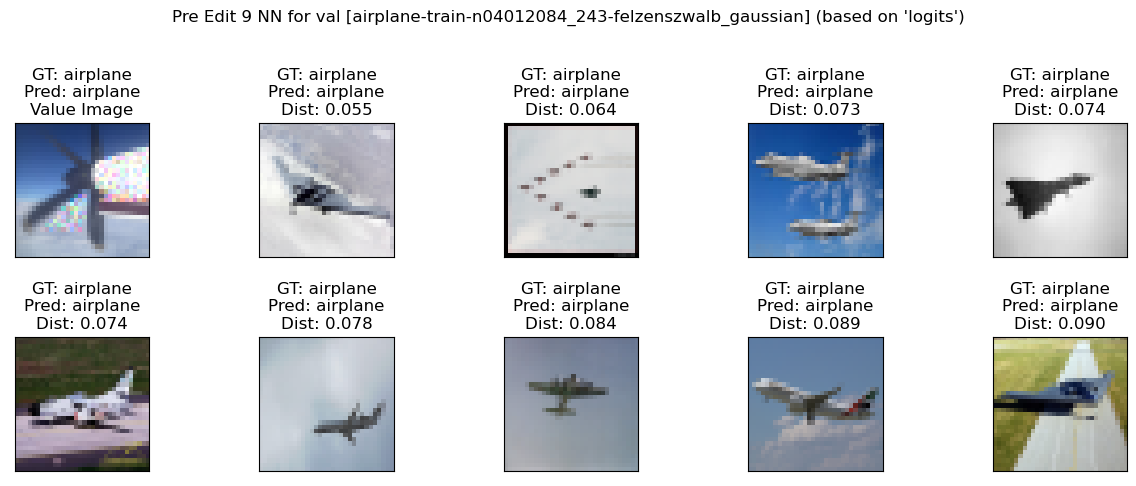 Pre Edit 9 NN for val [airplane-train-n04012084_243-felzenszwalb_gaussian] (based on 'logits')
GT: airplane
Pred: airplane
Value Image
GT: airplane
Pred: airplane
Dist: 0.055
GT: airplane
Pred: airplane
Dist: 0.064
GT: airplane
Pred: airplane
Dist: 0.073
GT: airplane
Pred: airplane
Dist: 0.074
GT: airplane
Pred: airplane
Dist: 0.074
GT: airplane
Pred: airplane
Dist: 0.078
GT: airplane
Pred: airplane
Dist: 0.084
GT: airplane
Pred: airplane
Dist: 0.089
GT: airplane
Pred: airplane
Dist: 0.090